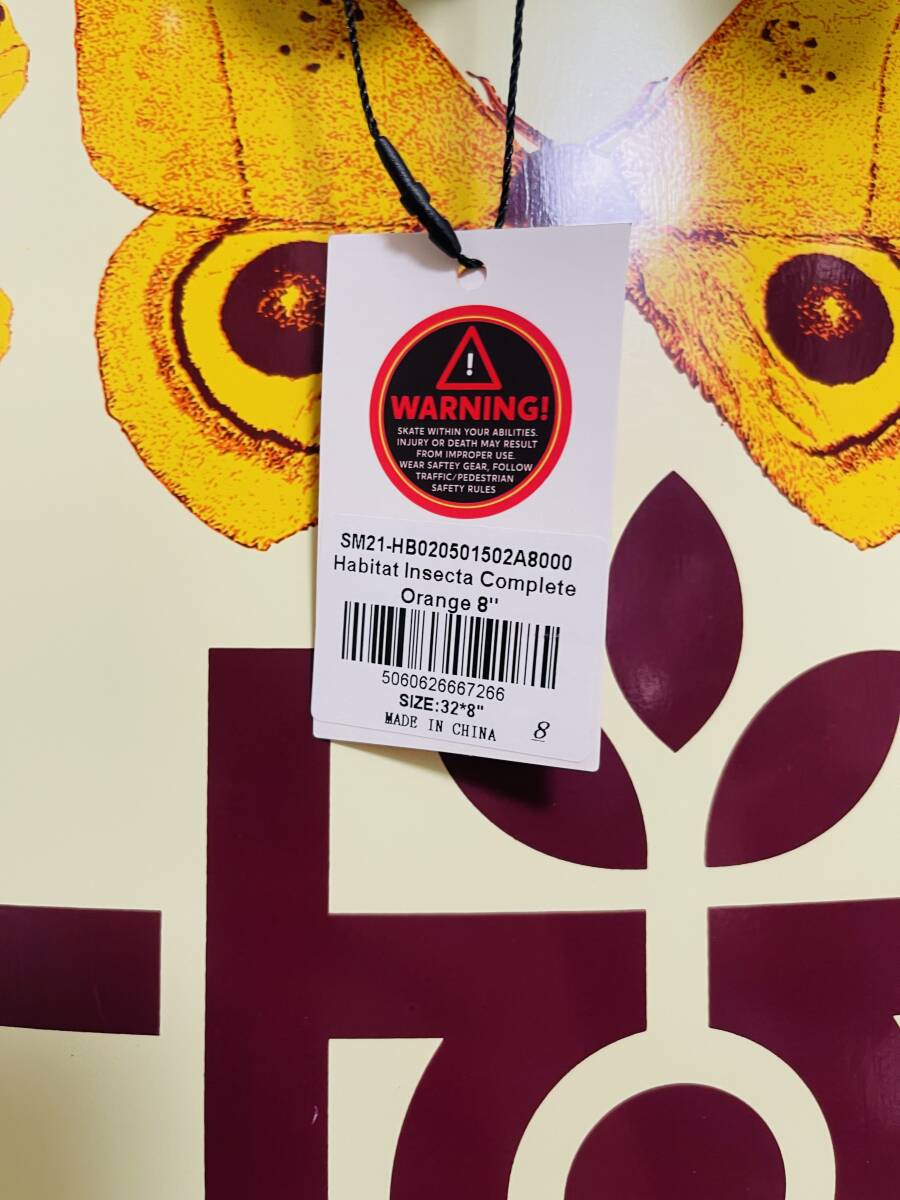 !
WARNING!
SKATE WITHIN YOUR ABILITIES.
INJURY OR DEATH MAY RESULT
FROM IMPROPER USE.
WEAR SAFTEY GEAR, FOLLOW
TRAFFIC/PEDESTRIAN
SAFETY RULES
SM21-HB020501502A8000
Habitat Insecta Complete
Orange 8''
5060626667266
SIZE:32*8"
MADE IN CHINA
8